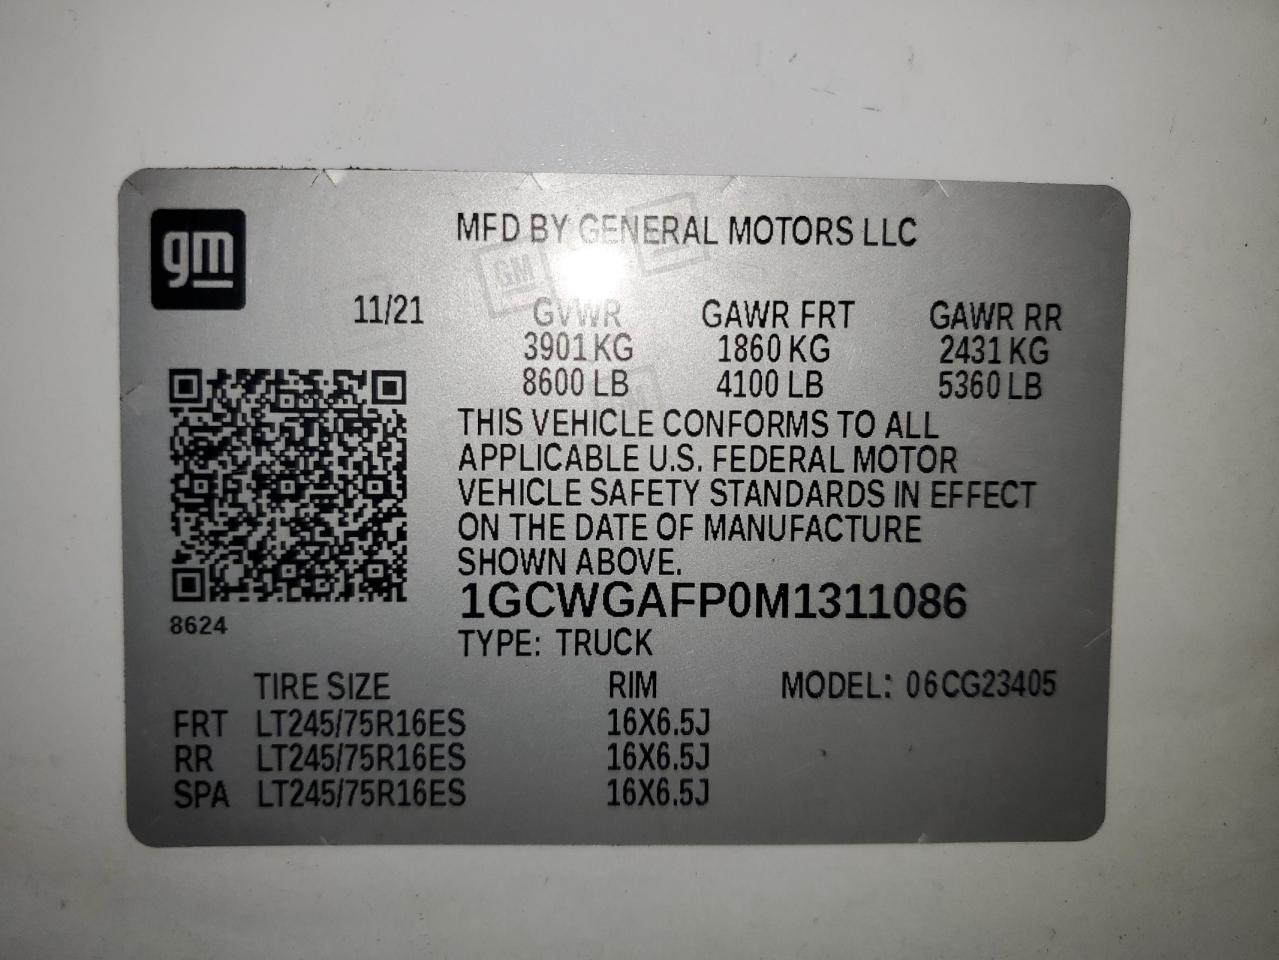 gm
MFD BY GENERAL MOTORS LLC
GM
11/21 GVWR GAWR FRT GAWR RR
3901 KG 1860 KG 2431 KG
8600 LB 4100 LB 5360 LB
THIS VEHICLE CONFORMS TO ALL
APPLICABLE U.S. FEDERAL MOTOR
VEHICLE SAFETY STANDARDS IN EFFECT
ON THE DATE OF MANUFACTURE
SHOWN ABOVE.
1GCWGAFP0M1311086
8624
TYPE: TRUCK
TIRE SIZE RIM MODEL: 06CG23405
FRT LT245/75R16ES 16X6.5J
RR LT245/75R16ES 16X6.5J
SPA LT245/75R16ES 16X6.5J